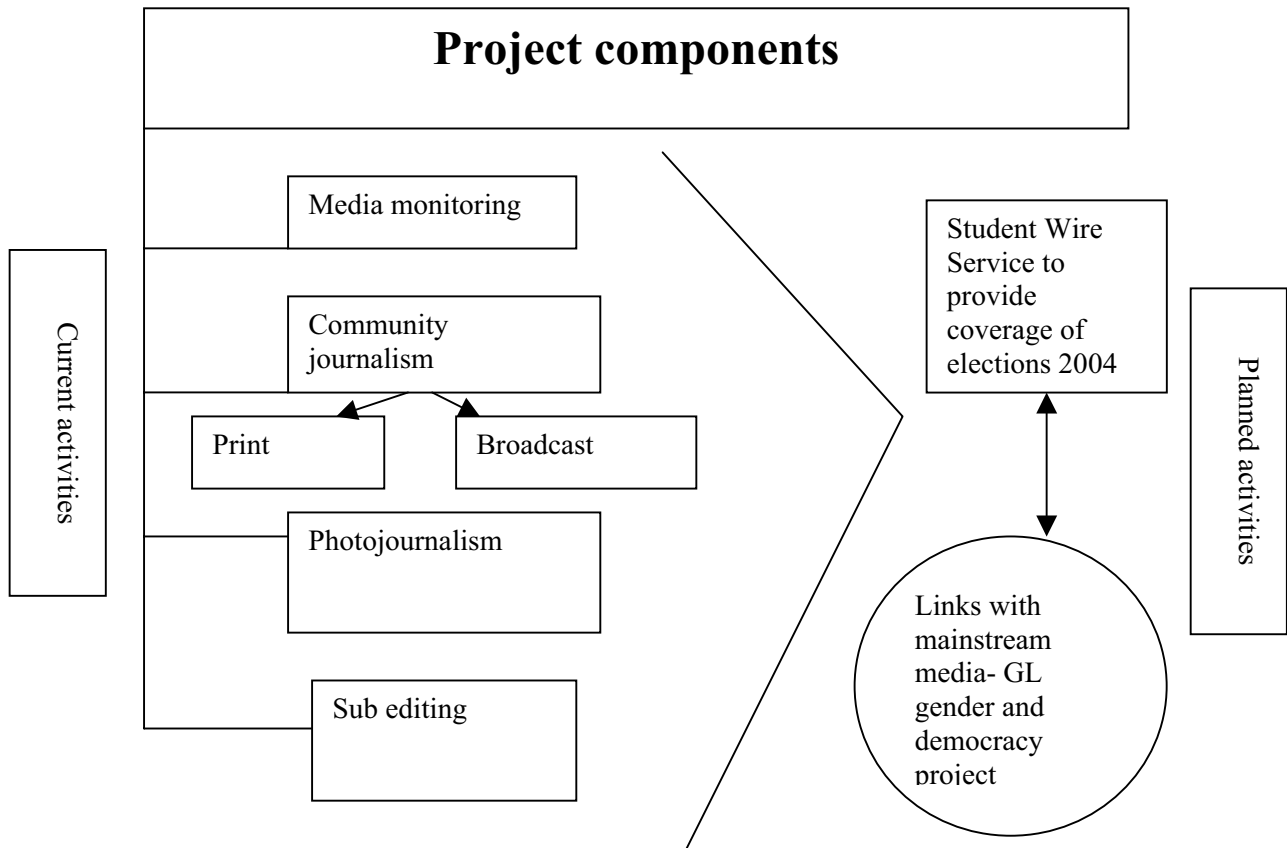 Project components
Current activities
Media monitoring
Community
journalism
Print
Broadcast
Photojournalism
Sub editing
Student Wire
Service to
provide
coverage of
elections 2004
Links with
mainstream
media- GL
gender and
democracy
project
Planned activities